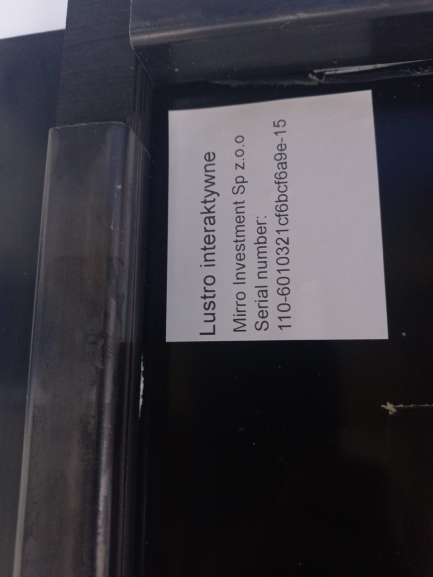 Lustro interaktywne
Mirro Investment Sp z.o.o
Serial number:
110-6010321cf6bcf6a9e-15